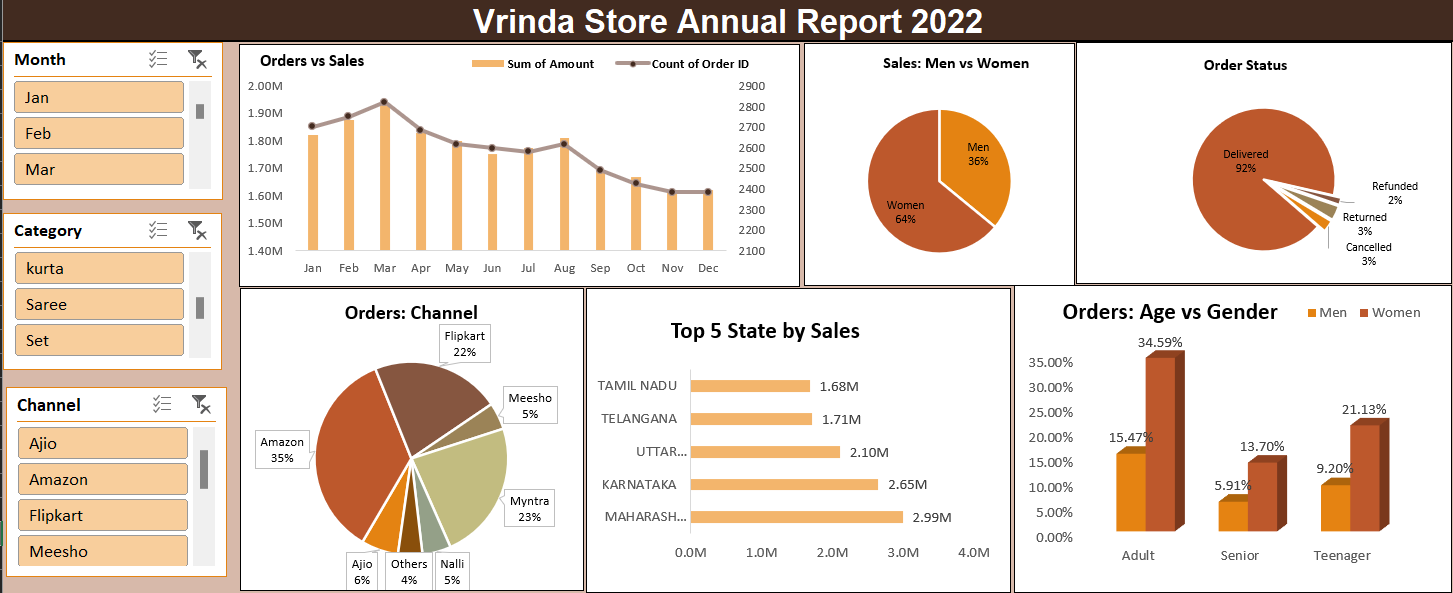 Vrinda Store Annual Report 2022
Month
Jan
Feb
Mar
Category
kurta
Saree
Set
Channel
Ajio
Amazon
Flipkart
Meesho
Orders vs Sales
Sum of Amount
Count of Order ID
2.00M
1.90M
1.80M
1.70M
1.60M
1.50M
1.40M
2900
2800
2700
2600
2500
2400
2300
2200
2100
Jan Feb Mar Apr May Jun Jul Aug Sep Oct Nov Dec
Sales: Men vs Women
Men
36%
Women
64%
Order Status
Delivered
92%
Refunded
2%
Returned
3%
Cancelled
3%
Orders: Channel
Flipkart
22%
Meesho
5%
Amazon
35%
Myntra
23%
Ajio
6%
Others
4%
Nalli
5%
Top 5 State by Sales
TAMIL NADU 1.68M
TELANGANA 1.71M
UTTAR... 2.10M
KARNATAKA 2.65M
MAHARASH... 2.99M
0.0M 1.0M 2.0M 3.0M 4.0M
Orders: Age vs Gender
Men Women
35.00%
30.00%
25.00%
20.00%
15.00%
10.00%
5.00%
0.00%
15.47% 34.59%
5.91% 13.70%
9.20% 21.13%
Adult Senior Teenager